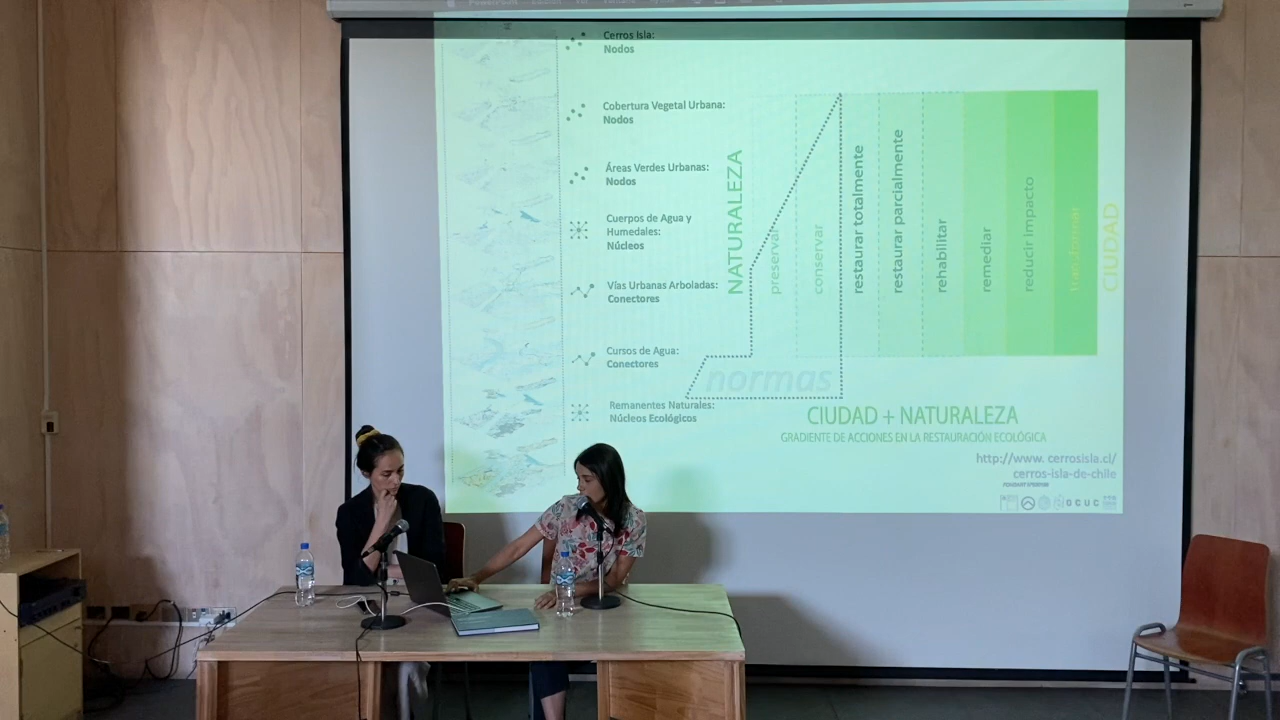 Cerros Isla:
Nodos
Cobertura Vegetal Urbana:
Nodos
Áreas Verdes Urbanas:
Nodos
Cuerpos de Agua y
Humedales:
Núcleos
Vías Urbanas Arboladas:
Conectores
Cursos de Agua:
Conectores
Remanentes Naturales:
Núcleos Ecológicos
NATURALEZA
preservar
conservar
restaurar totalmente
restaurar parcialmente
rehabilitar
remediar
reducir impacto
CIUDAD
normas
CIUDAD + NATURALEZA
GRADIENTE DE ACCIONES EN LA RESTAURACIÓN ECOLÓGICA
http://www. cerrosisla.cl/
cerros-isla-de-chile